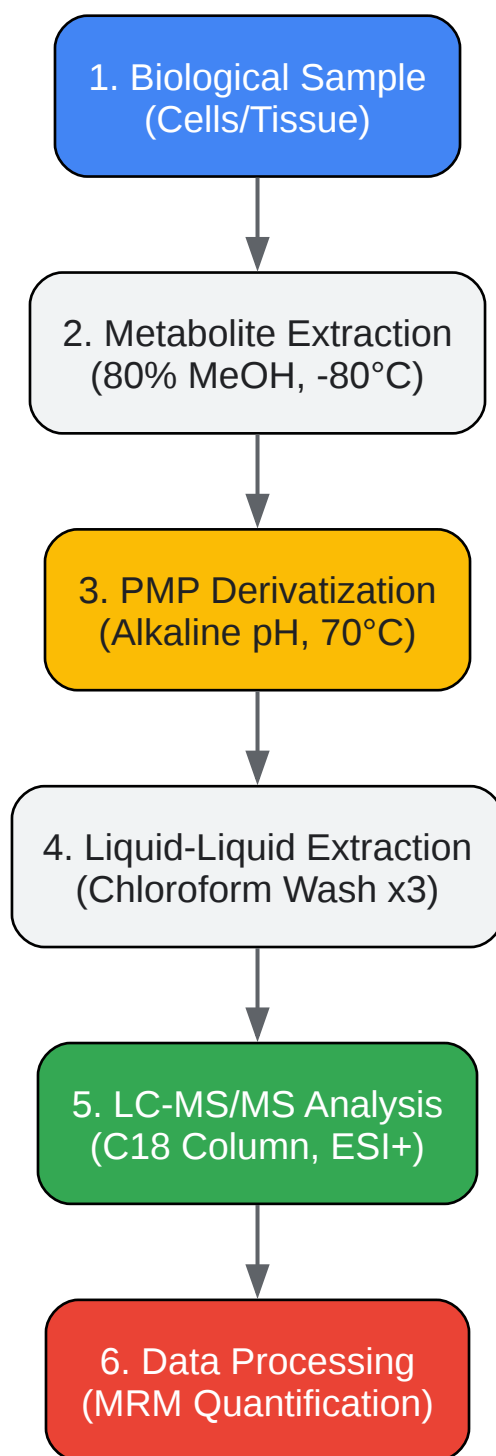 1. Biological Sample
(Cells/Tissue)
2. Metabolite Extraction
(80% MeOH, -80°C)
3. PMP Derivatization
(Alkaline pH, 70°C)
4. Liquid-Liquid Extraction
(Chloroform Wash x3)
5. LC-MS/MS Analysis
(C18 Column, ESI+)
6. Data Processing
(MRM Quantification)